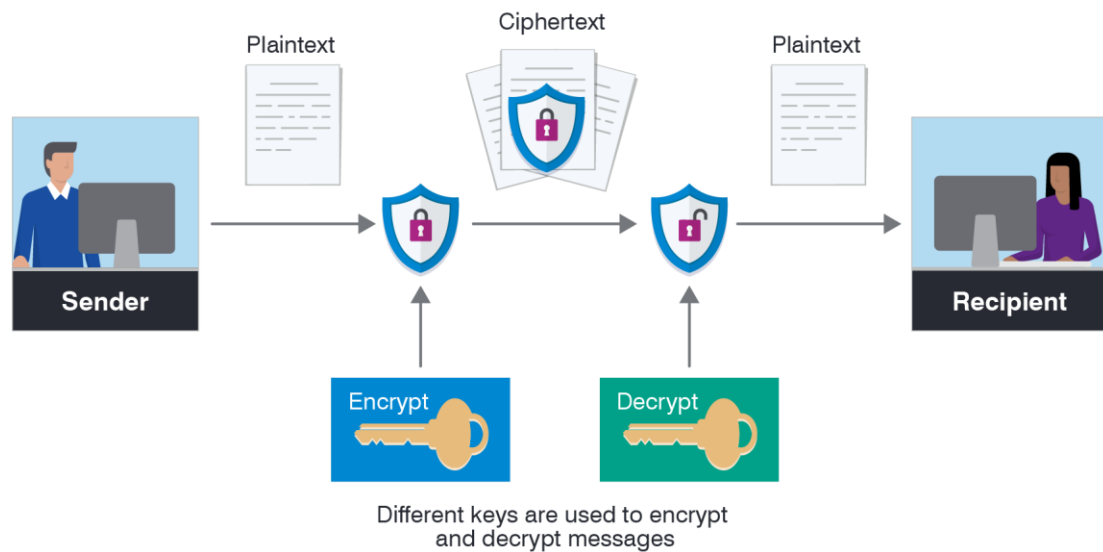 Ciphertext
Plaintext
Plaintext
Sender
Recipient
Encrypt
Decrypt
Different keys are used to encrypt
and decrypt messages